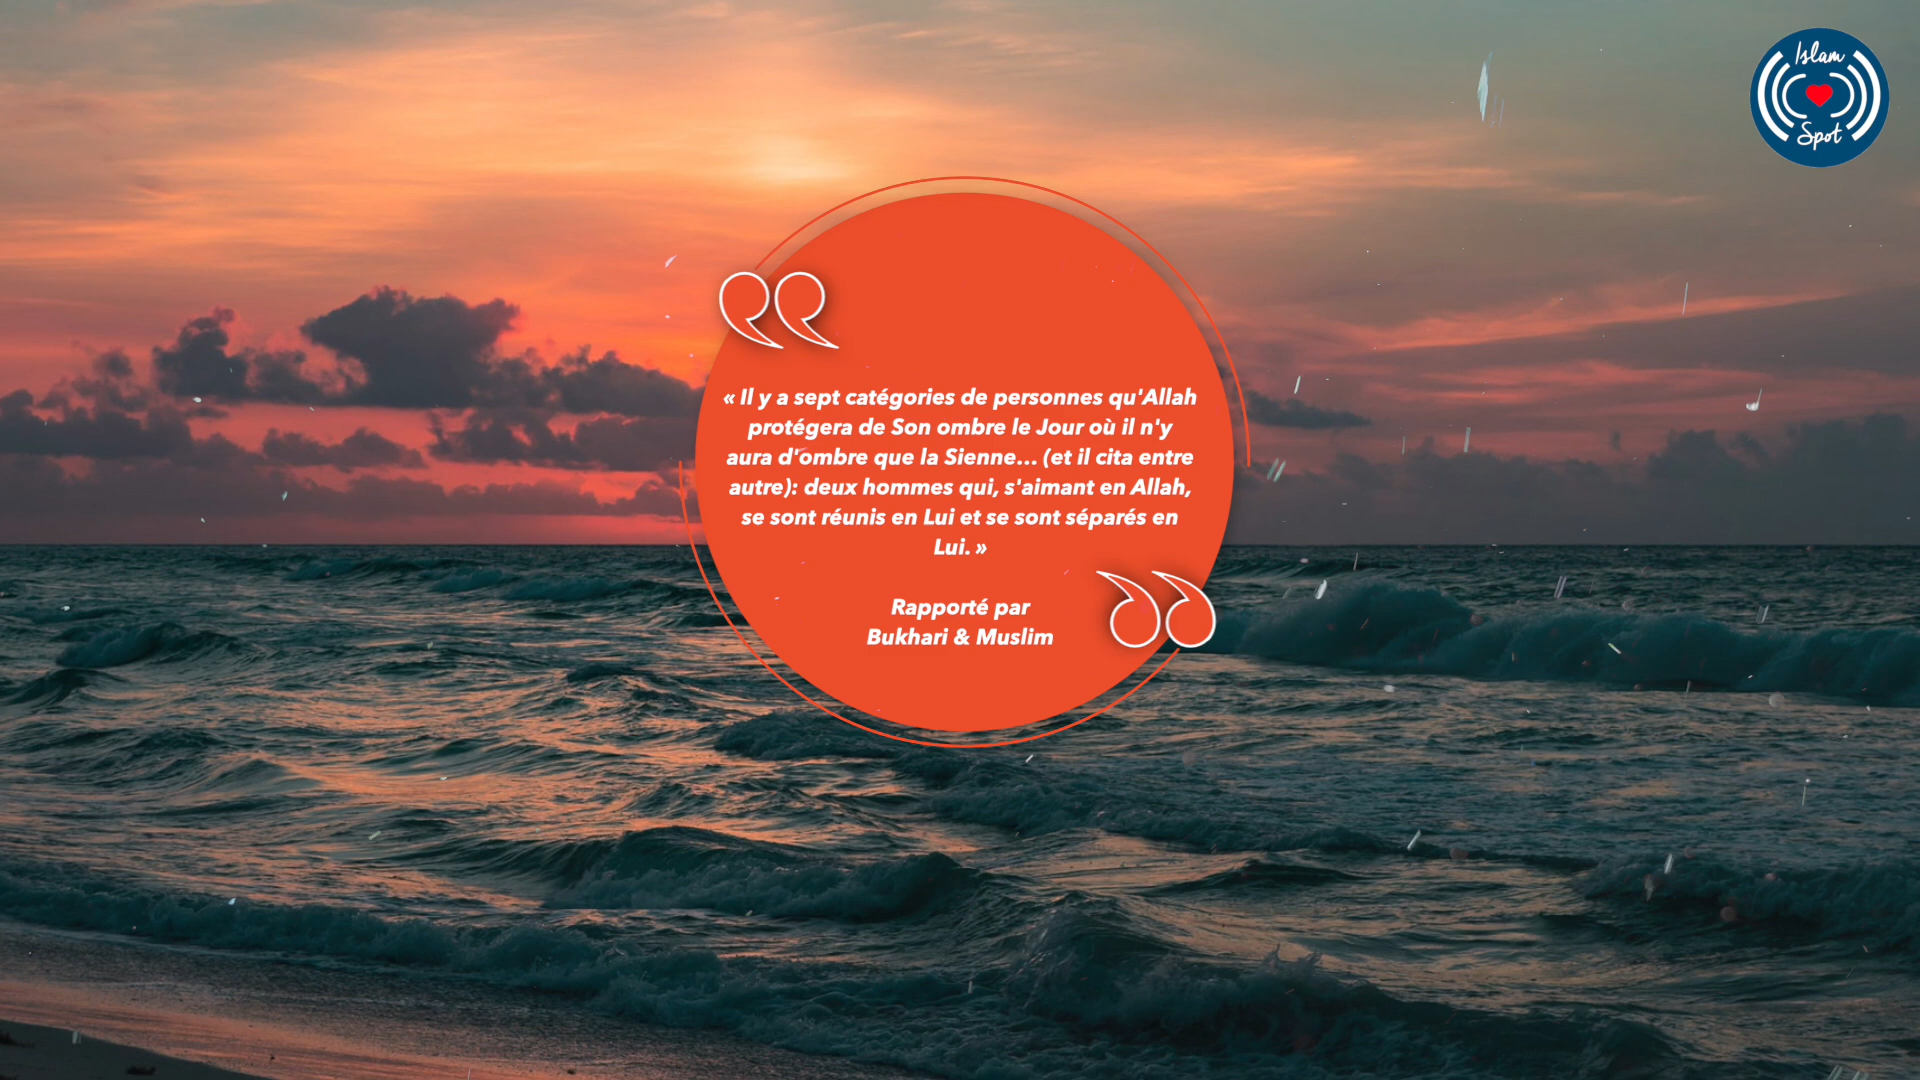 Islam
Spot
« Il y a sept catégories de personnes qu'Allah
protégera de Son ombre le Jour où il n'y
aura d'ombre que la Sienne... (et il cita entre
autre): deux hommes qui, s'aimant en Allah,
se sont réunis en Lui et se sont séparés en
Lui. »
Rapporté par
Bukhari & Muslim